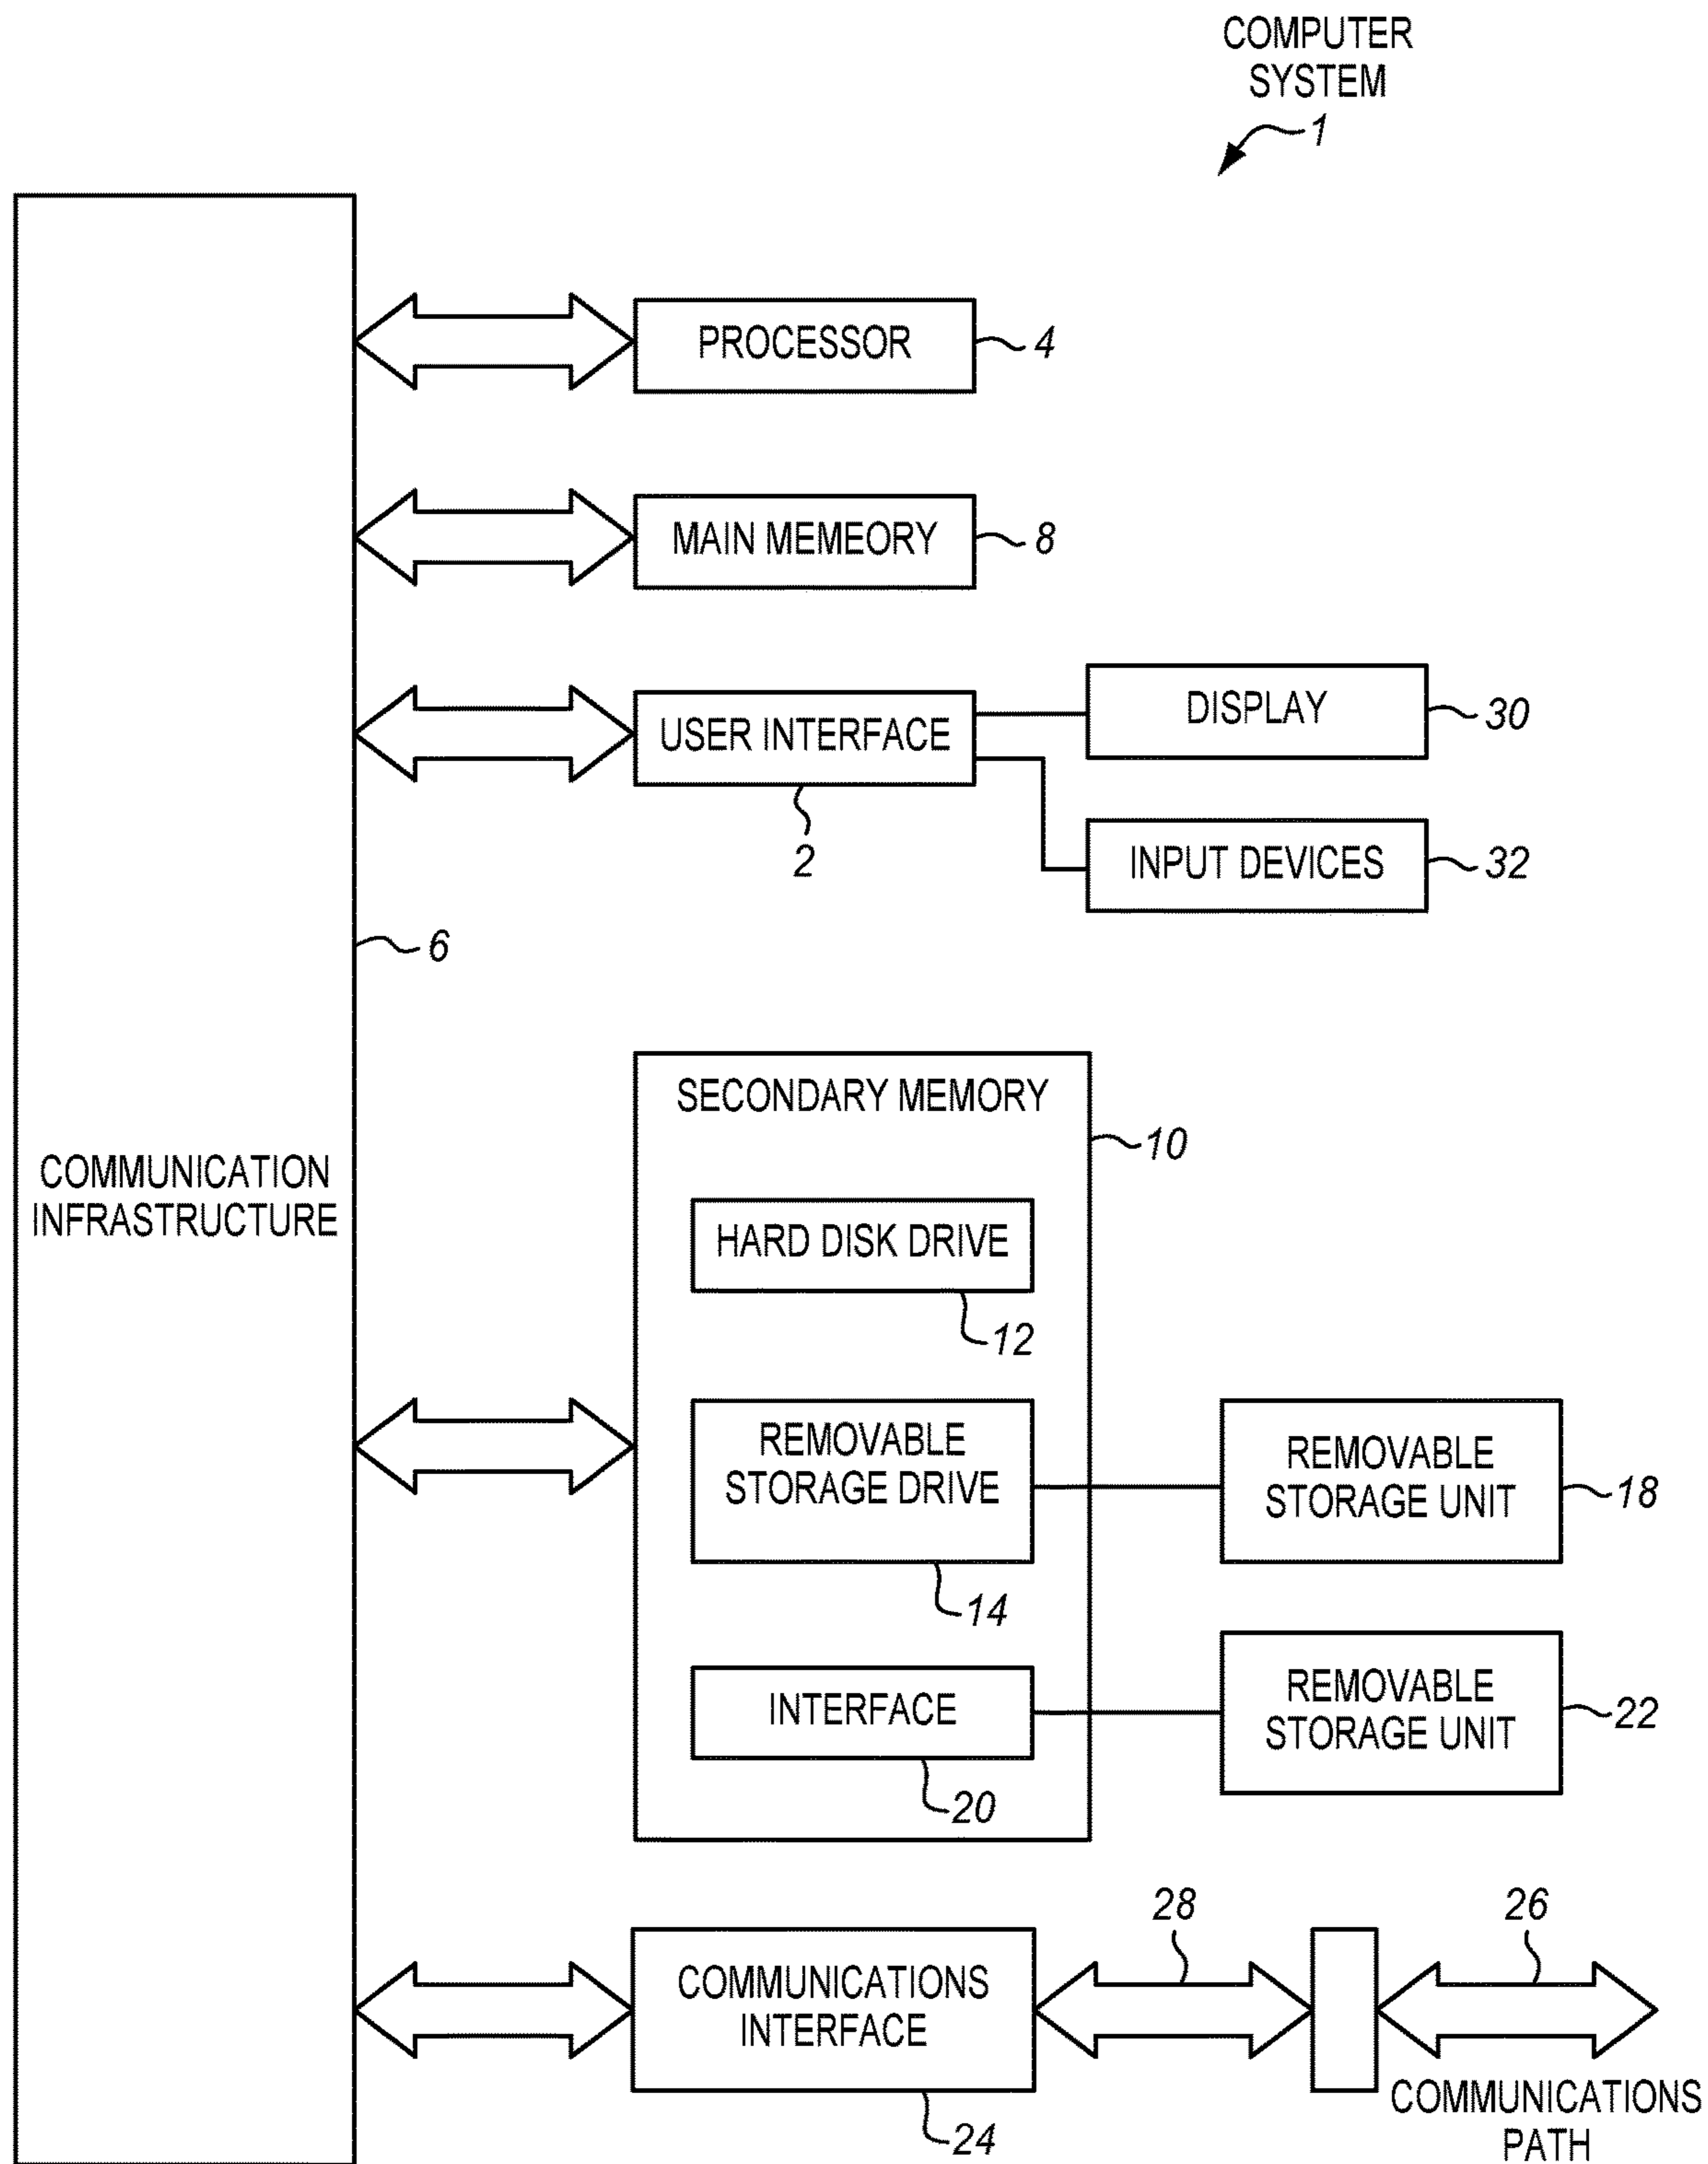 COMPUTER
SYSTEM
1
PROCESSOR
4
MAIN MEMEORY
8
USER INTERFACE
2
DISPLAY
30
INPUT DEVICES
32
6
COMMUNICATION
INFRASTRUCTURE
SECONDARY MEMORY
10
HARD DISK DRIVE
12
REMOVABLE
STORAGE DRIVE
14
REMOVABLE
STORAGE UNIT
18
INTERFACE
20
REMOVABLE
STORAGE UNIT
22
COMMUNICATIONS
INTERFACE
24
28
26
COMMUNICATIONS
PATH